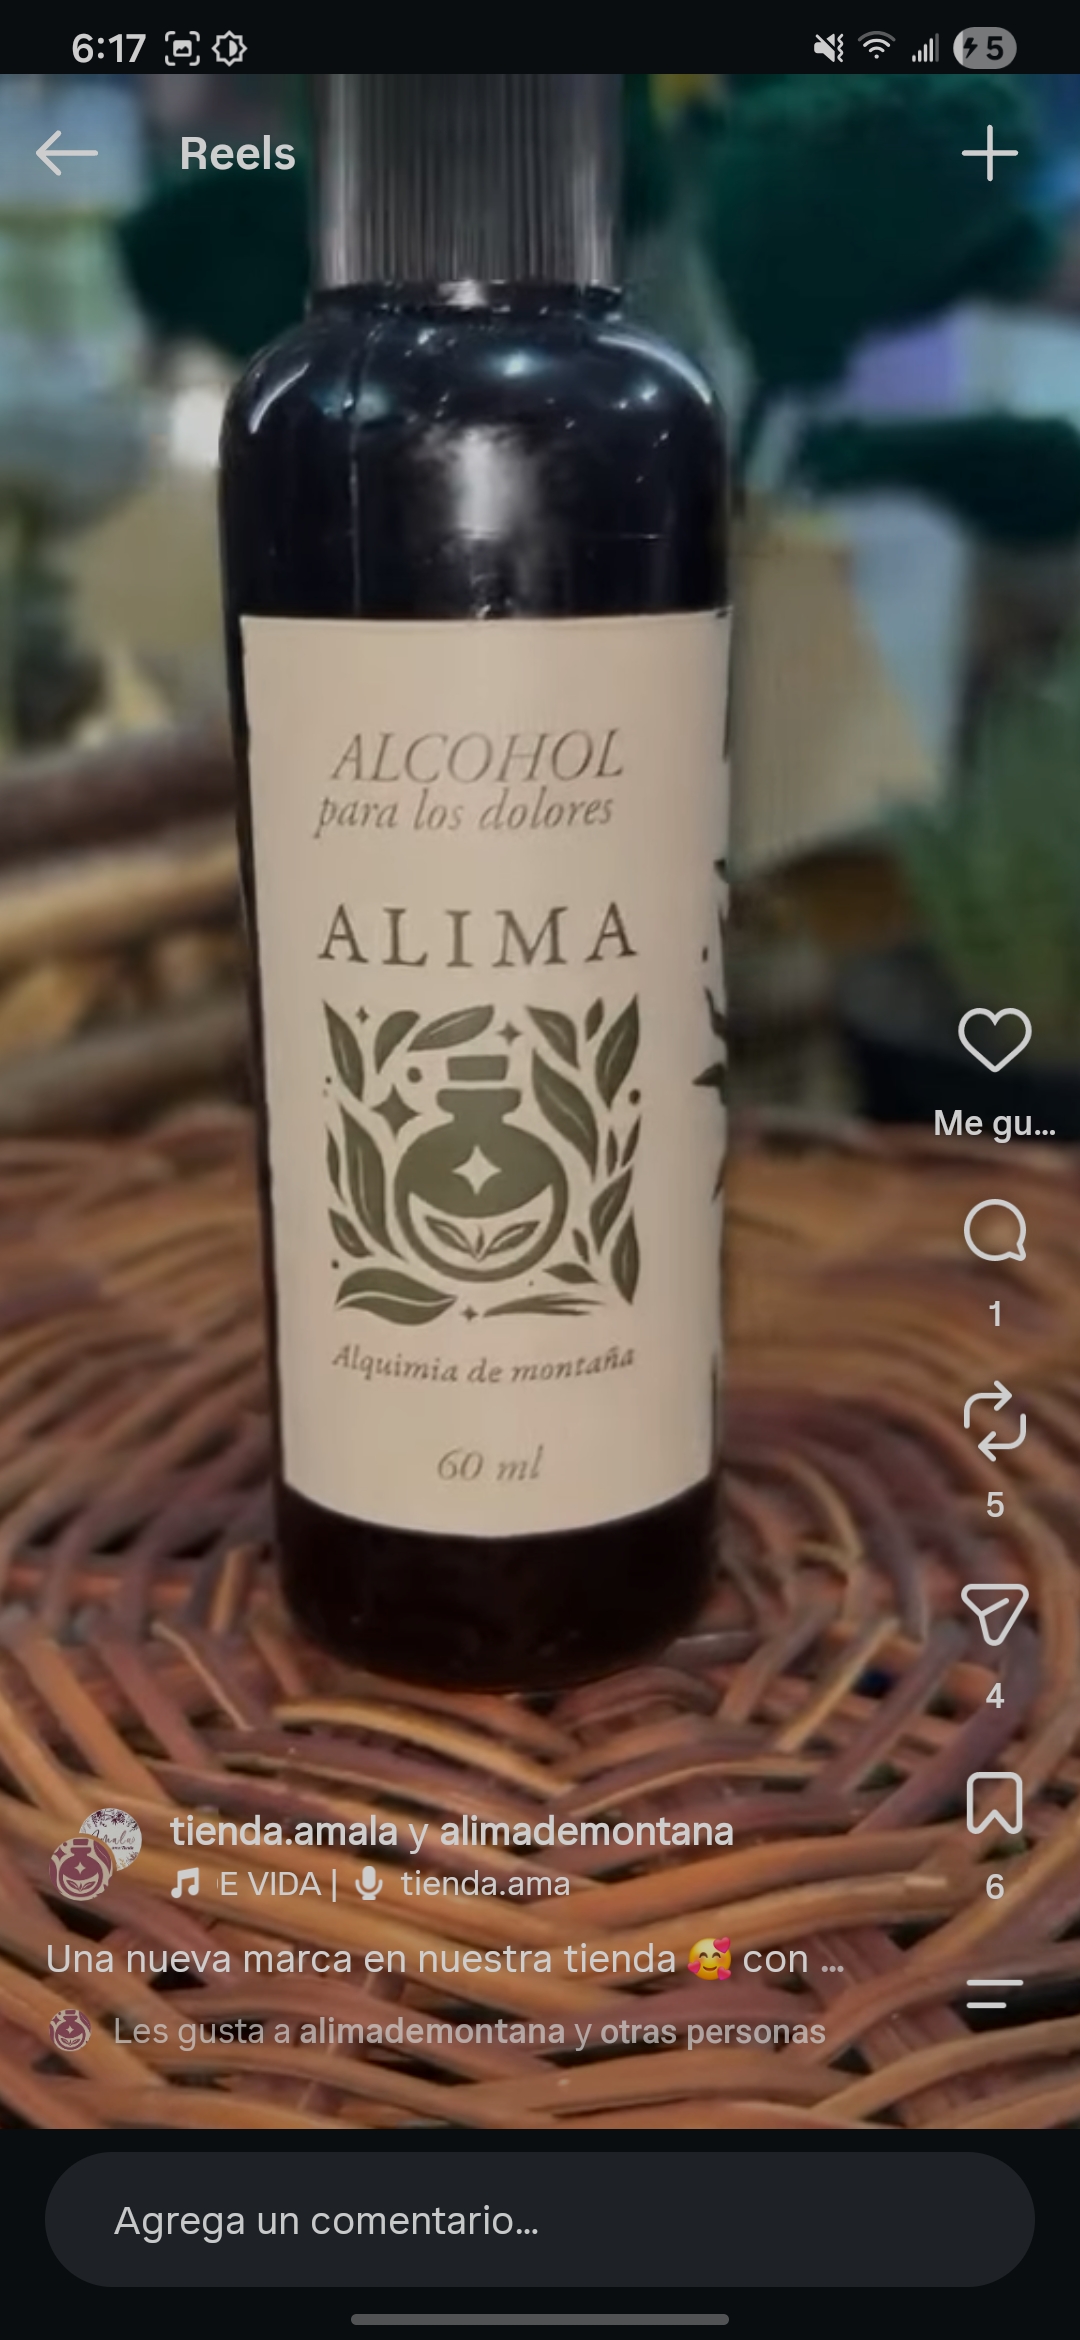 6:17
5
Reels
ALCOHOL
para los dolores
ALIMA
Alquimia de montaña
60 ml
Me gu...
1
5
4
6
tienda.amala y alimademontana
E VIDA | tienda.ama
Una nueva marca en nuestra tienda 🥰 con ...
Les gusta a alimademontana y otras personas
Agrega un comentario...